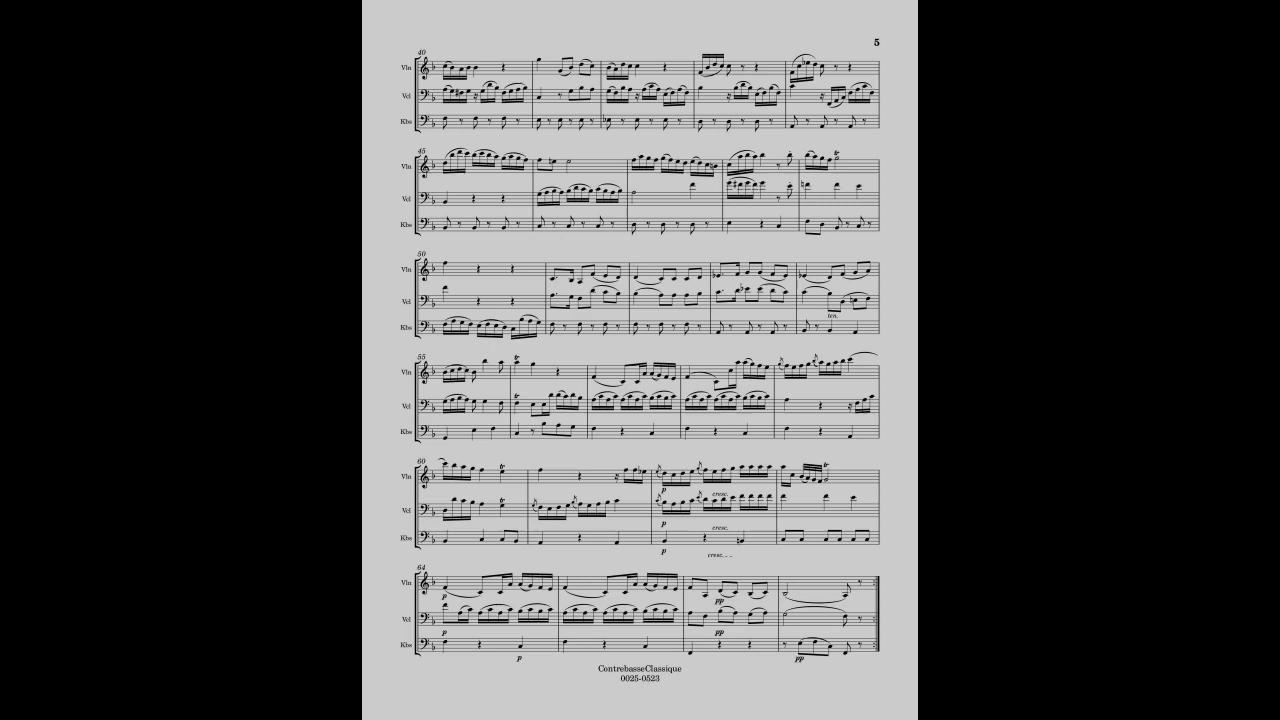 5
40
Vln
Vcl
Kbs
45
Vln
Vcl
Kbs
50
Vln
Vcl
ten.
Kbs
55
Vln
Vcl
Kbs
60
Vln
p
cresc.
Vcl
p
cresc.
Kbs
p
cresc.
64
Vln
p
pp
Vcl
p
pp
Kbs
p
pp
ContrebasseClassique
0025-0523